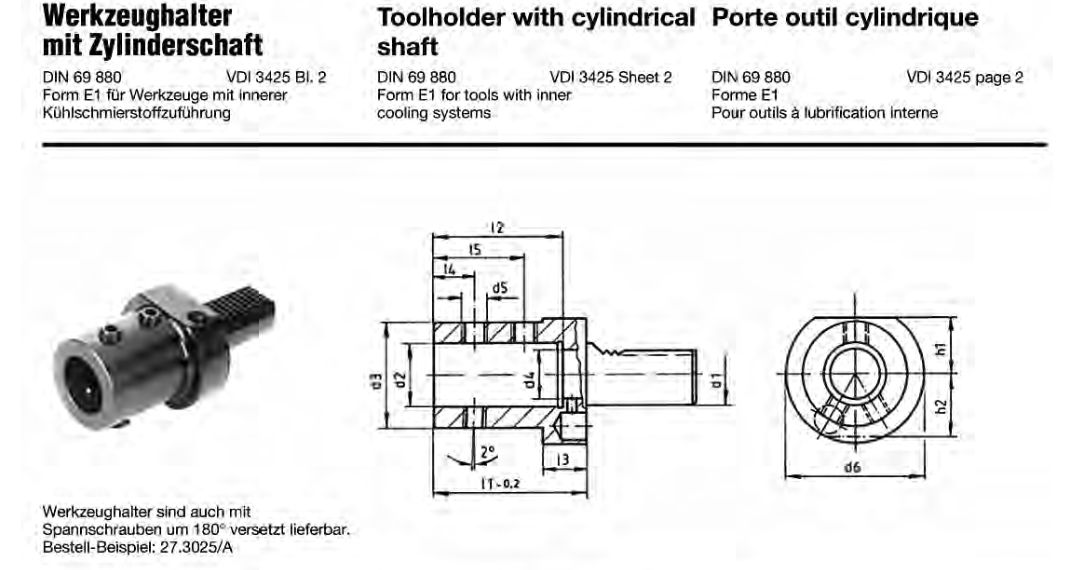 Werkzeughalter
mit Zylinderschaft
DIN 69 880 VDI 3425 Bl. 2
Form E1 für Werkzeuge mit innerer
Kühlschmierstoffzuführung
Toolholder with cylindrical
shaft
DIN 69 880 VDI 3425 Sheet 2
Form E1 for tools with inner
cooling systems
Porte outil cylindrique
DIN 69 880 VDI 3425 page 2
Forme E1
Pour outils à lubrification interne
l2
l5
l4
d5
d3
d2
d4
d1
2°
l3
l1-0,2
h1
h2
d6
Werkzeughalter sind auch mit
Spannschrauben um 180° versetzt lieferbar.
Bestell-Beispiel: 27.3025/A